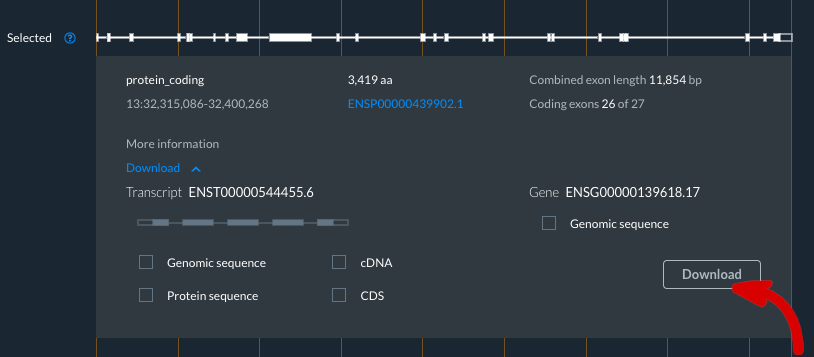 Selected ?
protein_coding 3,419 aa Combined exon length 11,854 bp
13:32,315,086-32,400,268 ENSP00000439902.1 Coding exons 26 of 27
More information
Download
Transcript ENST00000544455.6 Gene ENSG00000139618.17
Genomic sequence
Genomic sequence cDNA
Download
Protein sequence CDS